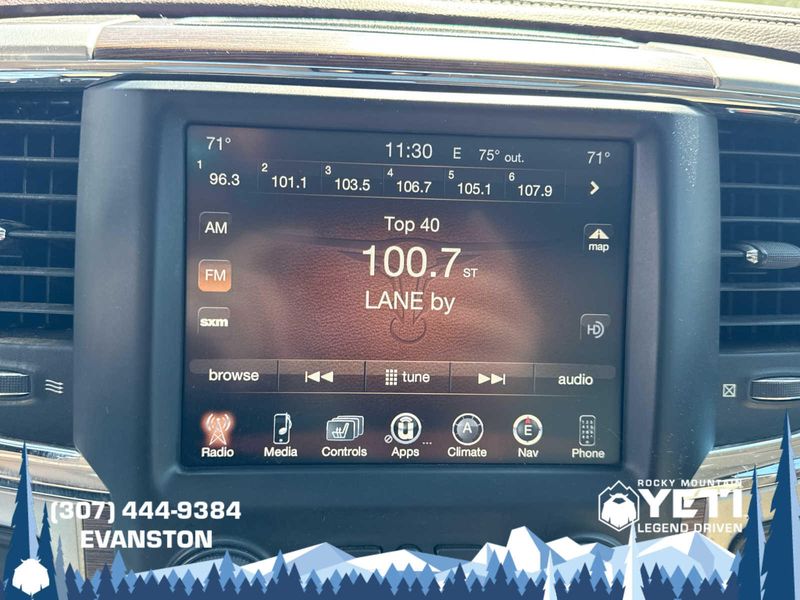 71° 11:30 E 75° out. 71°
1 96.3 2 101.1 3 103.5 4 106.7 5 105.1 6 107.9
Top 40
AM
100.7 ST
map
FM
LANE by
sxm
HD
browse tune audio
A E
Radio Media Controls Apps ... Climate Nav Phone
(307) 444-9384
EVANSTON
ROCKY MOUNTAIN
YETI
LEGEND DRIVEN